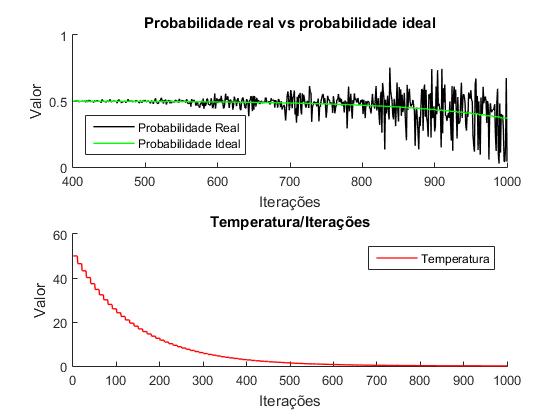 Probabilidade real vs probabilidade ideal
1
0.5
0
Valor
Probabilidade Real
Probabilidade Ideal
400 500 600 700 800 900 1000
Iterações
Temperatura/Iterações
60
40
20
0
Valor
Temperatura
0 100 200 300 400 500 600 700 800 900 1000
Iterações